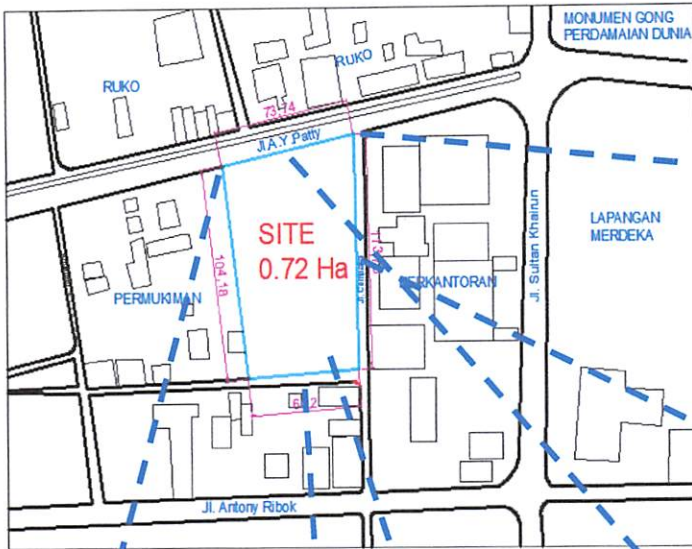 MONUMEN GONG
PERDAMAIAN DUNIA
RUKO
RUKO
73,74
Jl.A.Y.Patty
SITE
0.72 Ha
104,18
PERMUKIMAN
PERKANTORAN
Jl. Sultan Khairun
LAPANGAN
MERDEKA
Jl. Antony Ribok